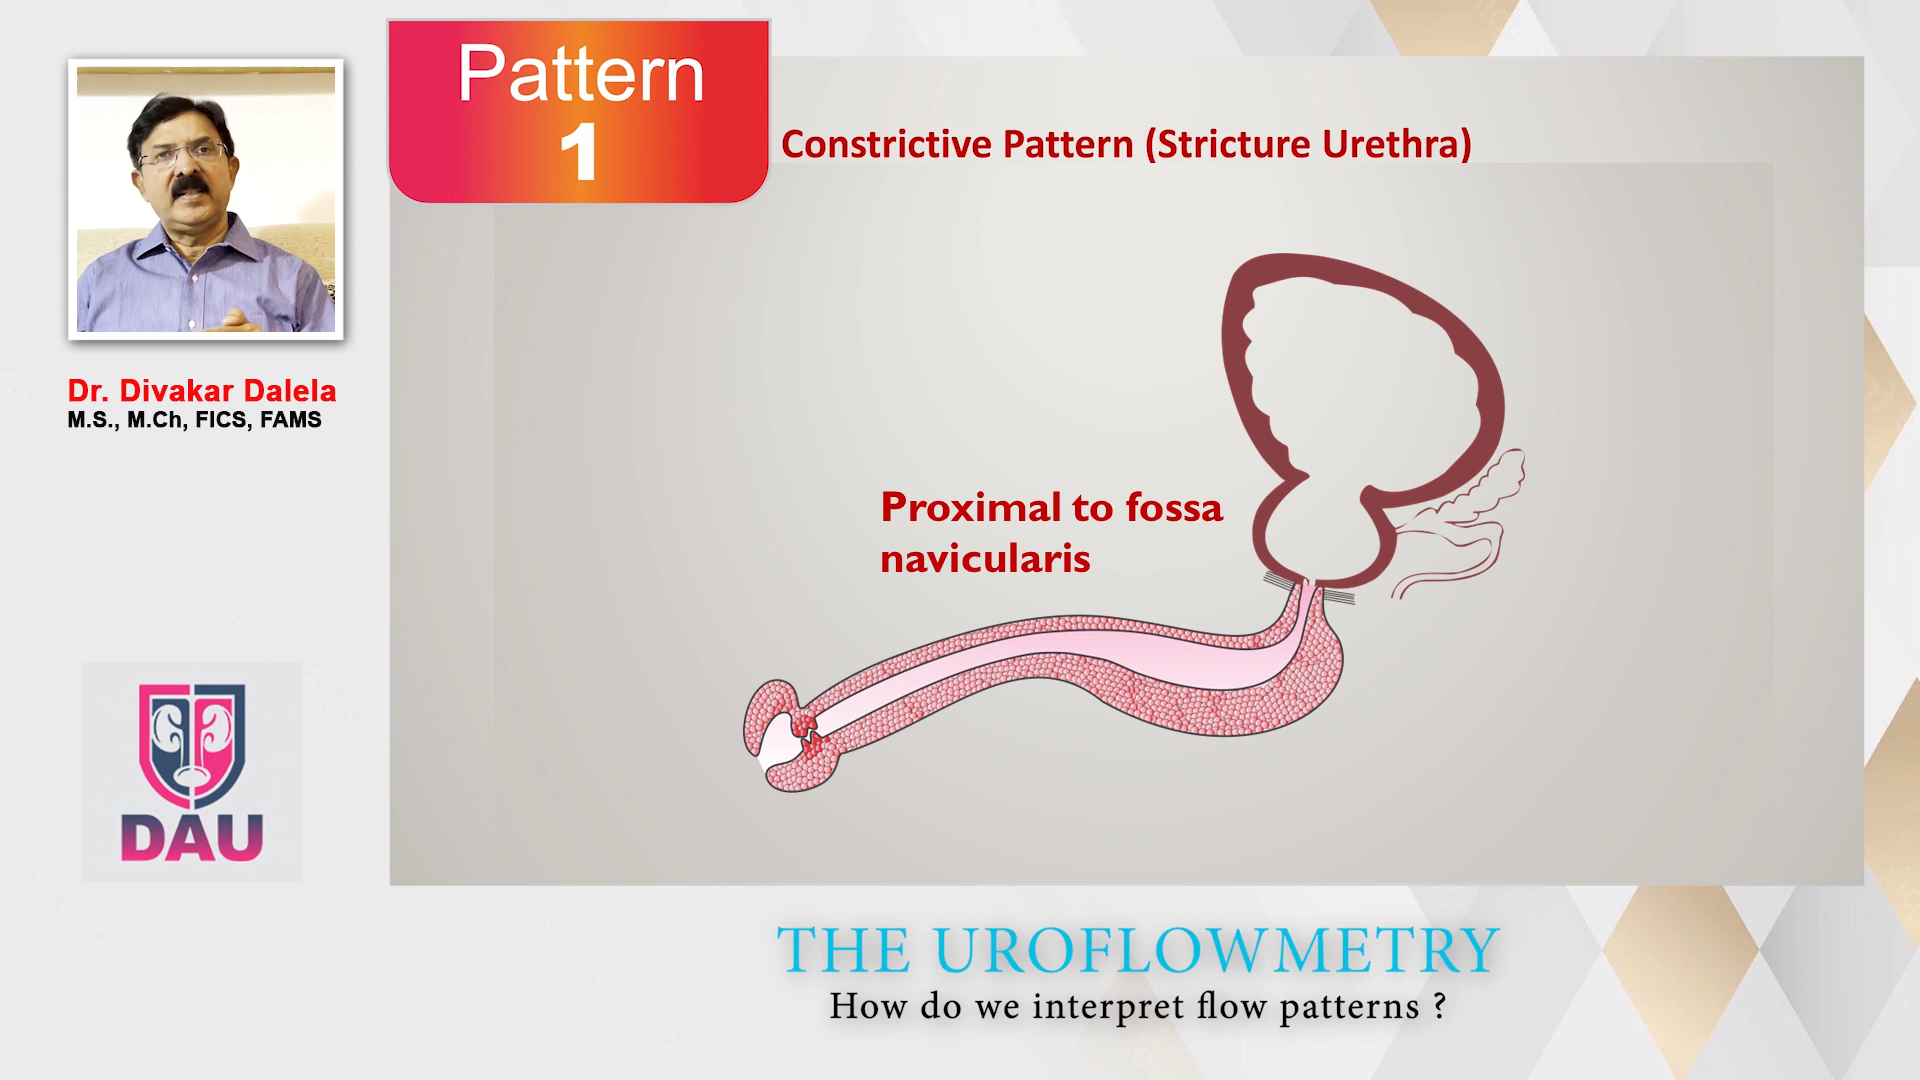 Pattern
1
Constrictive Pattern (Stricture Urethra)
Dr. Divakar Dalela
M.S., M.Ch, FICS, FAMS
Proximal to fossa
navicularis
DAU
THE UROFLOWMETRY
How do we interpret flow patterns ?